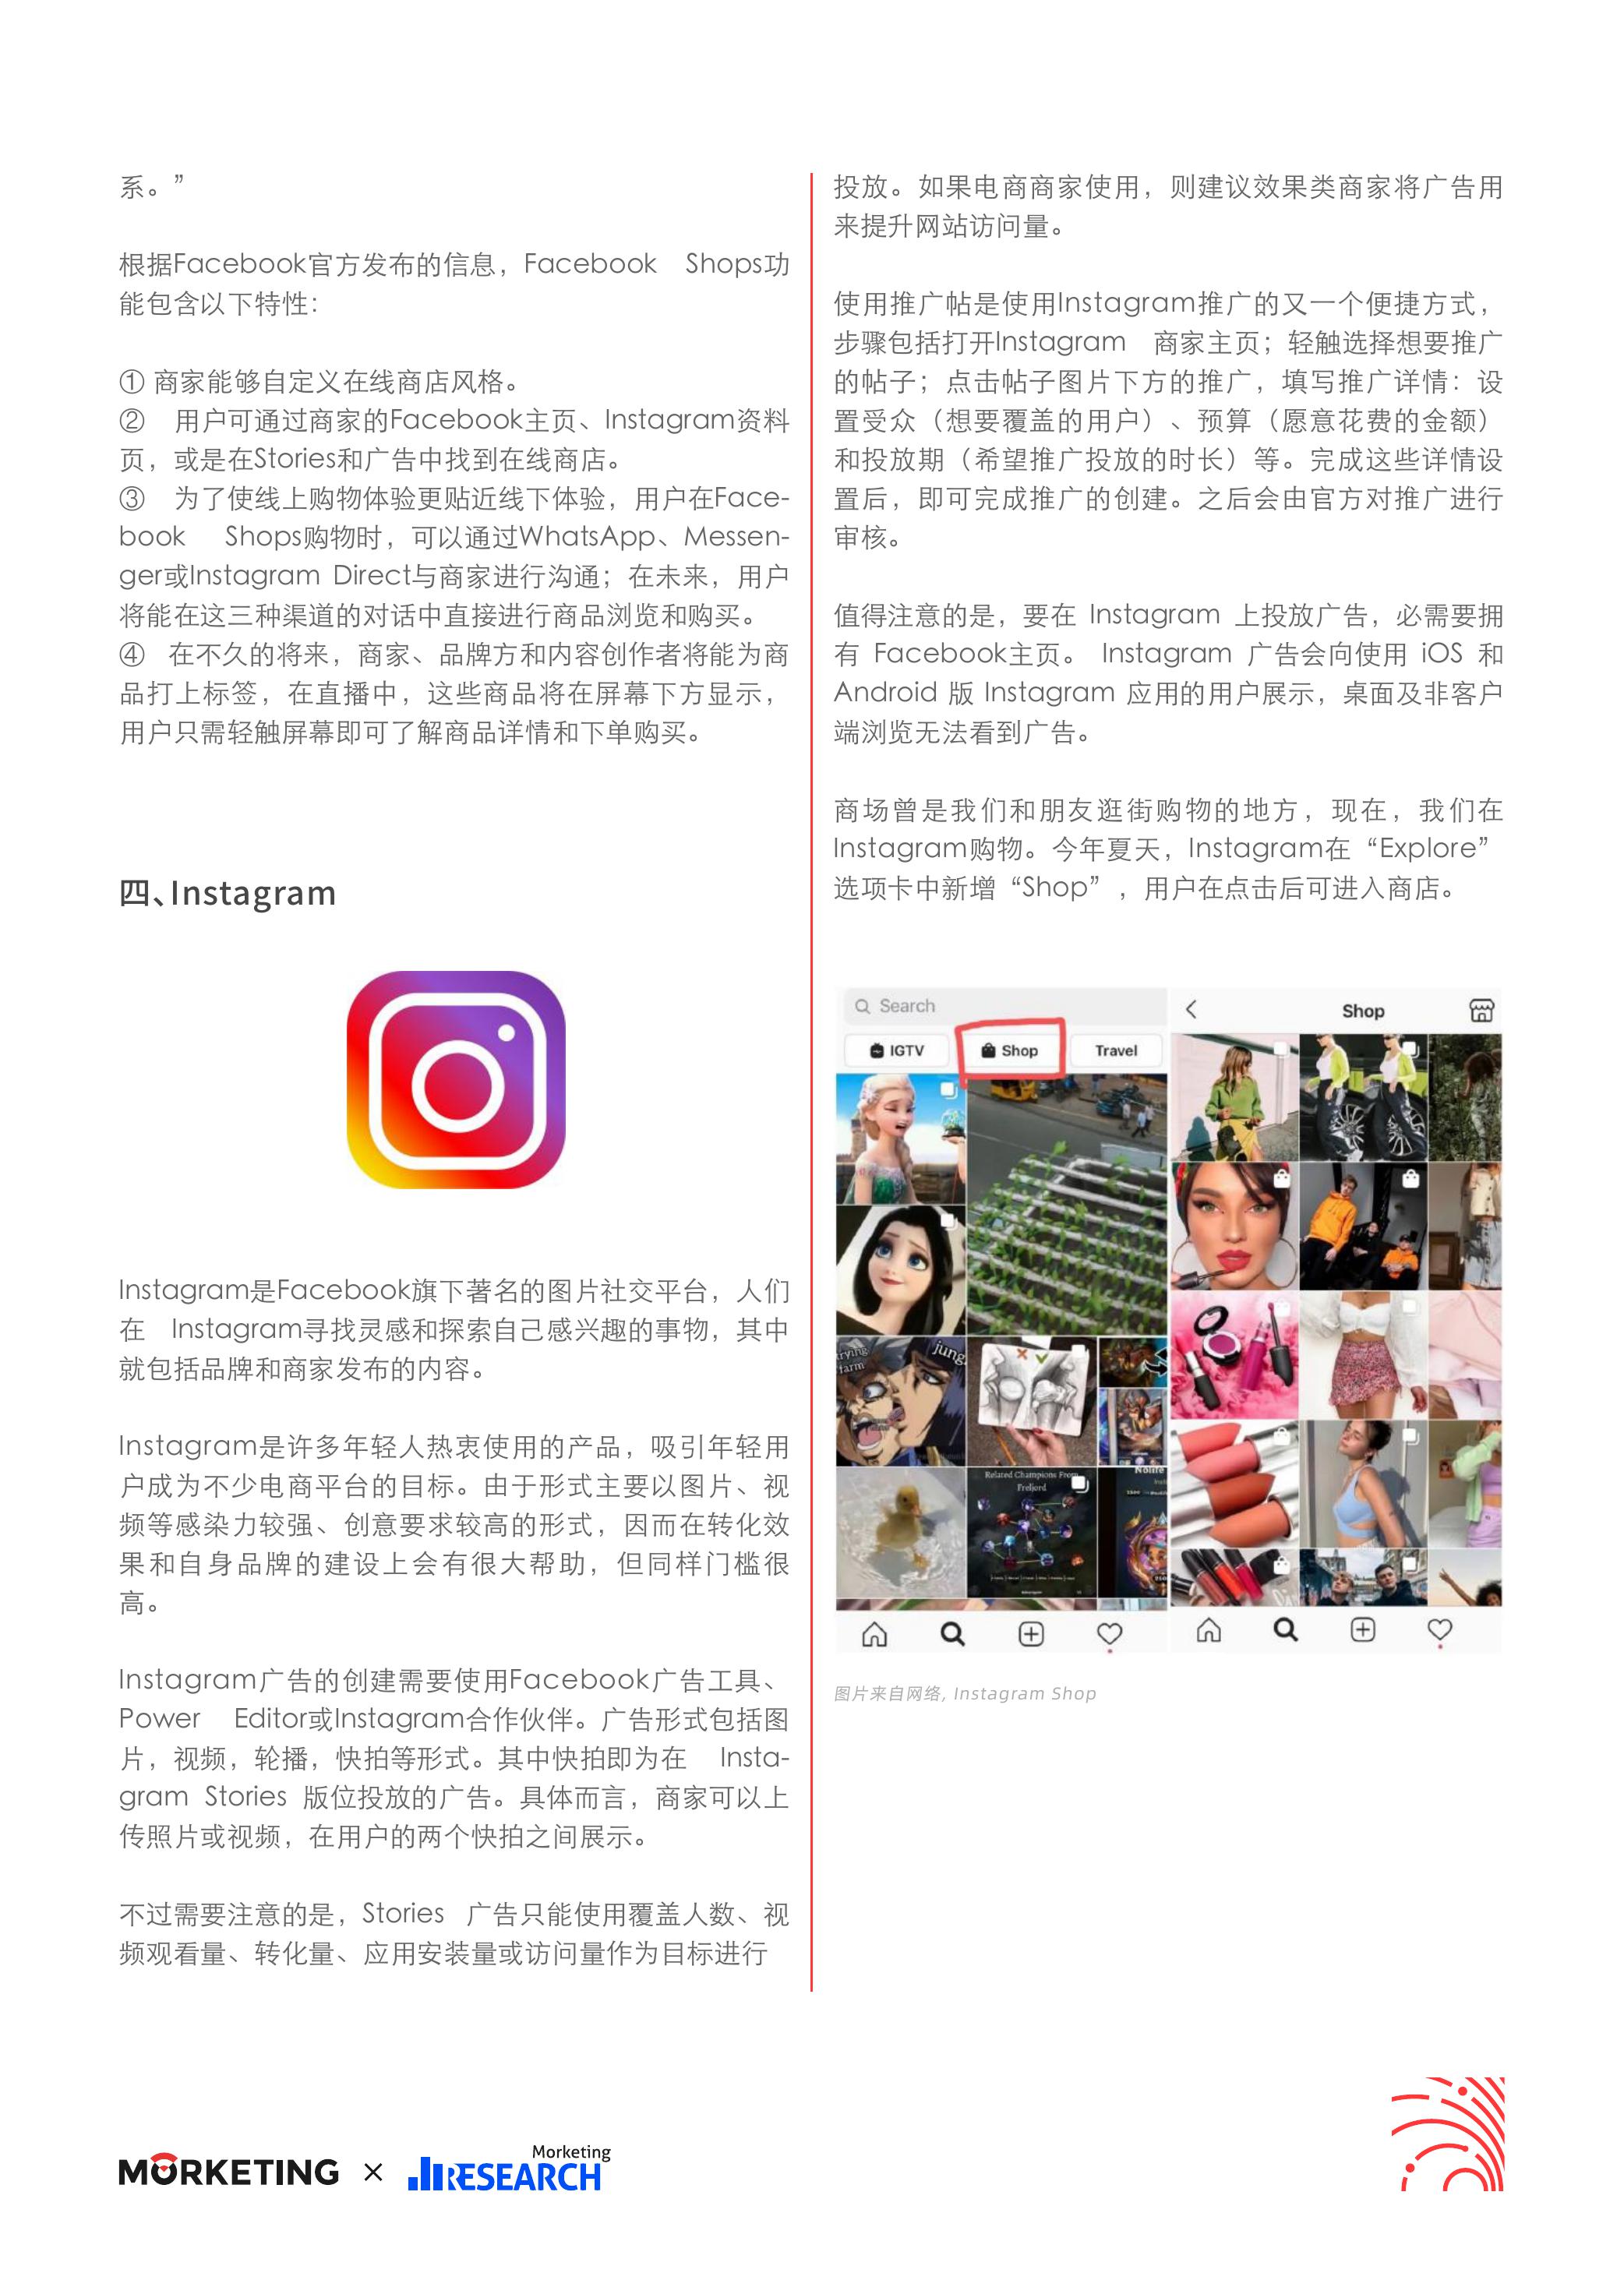 系。”
根据Facebook官方发布的信息，Facebook Shops功
能包含以下特性：
① 商家能够自定义在线商店风格。
② 用户可通过商家的Facebook主页、Instagram资料
页，或是在Stories和广告中找到在线商店。
③ 为了使线上购物体验更贴近线下体验，用户在Face-
book Shops购物时，可以通过WhatsApp、Messen-
ger或Instagram Direct与商家进行沟通；在未来，用户
将能在这三种渠道的对话中直接进行商品浏览和购买。
④ 在不久的将来，商家、品牌方和内容创作者将能为商
品打上标签，在直播中，这些商品将在屏幕下方显示，
用户只需轻触屏幕即可了解商品详情和下单购买。
四、Instagram
Instagram是Facebook旗下著名的图片社交平台，人们
在 Instagram寻找灵感和探索自己感兴趣的事物，其中
就包括品牌和商家发布的内容。
Instagram是许多年轻人热衷使用的产品，吸引年轻用
户成为不少电商平台的目标。由于形式主要以图片、视
频等感染力较强、创意要求较高的形式，因而在转化效
果和自身品牌的建设上会有很大帮助，但同样门槛很
高。
Instagram广告的创建需要使用Facebook广告工具、
Power Editor或Instagram合作伙伴。广告形式包括图
片，视频，轮播，快拍等形式。其中快拍即为在 Insta-
gram Stories 版位投放的广告。具体而言，商家可以上
传照片或视频，在用户的两个快拍之间展示。
不过需要注意的是，Stories 广告只能使用覆盖人数、视
频观看量、转化量、应用安装量或访问量作为目标进行
投放。如果电商商家使用，则建议效果类商家将广告用
来提升网站访问量。
使用推广帖是使用Instagram推广的又一个便捷方式，
步骤包括打开Instagram 商家主页；轻触选择想要推广
的帖子；点击帖子图片下方的推广，填写推广详情：设
置受众（想要覆盖的用户）、预算（愿意花费的金额）
和投放期（希望推广投放的时长）等。完成这些详情设
置后，即可完成推广的创建。之后会由官方对推广进行
审核。
值得注意的是，要在 Instagram 上投放广告，必需要拥
有 Facebook主页。 Instagram 广告会向使用 iOS 和
Android 版 Instagram 应用的用户展示，桌面及非客户
端浏览无法看到广告。
商场曾是我们和朋友逛街购物的地方，现在，我们在
Instagram购物。今年夏天，Instagram在“Explore”
选项卡中新增“Shop”，用户在点击后可进入商店。
Search
IGTV
Shop
Travel
Shop
Related Champions From
Freljord
图片来自网络, Instagram Shop
MORKETING × Morketing
RESEARCH